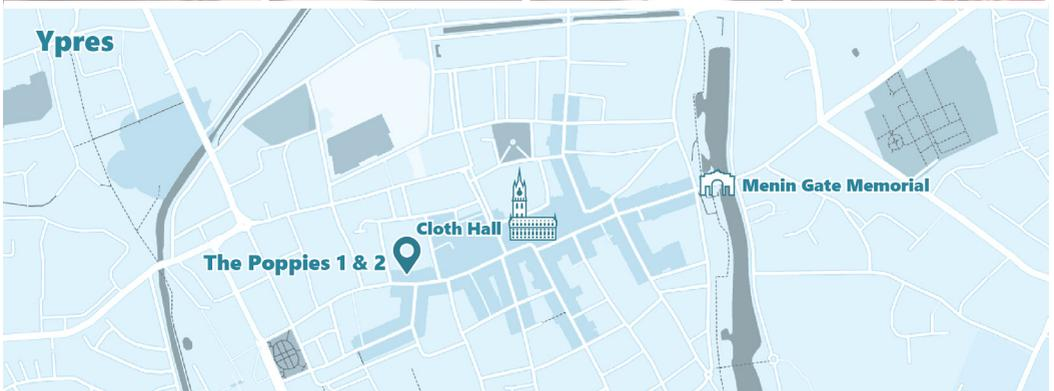 Ypres
Menin Gate Memorial
Cloth Hall
The Poppies 1 & 2